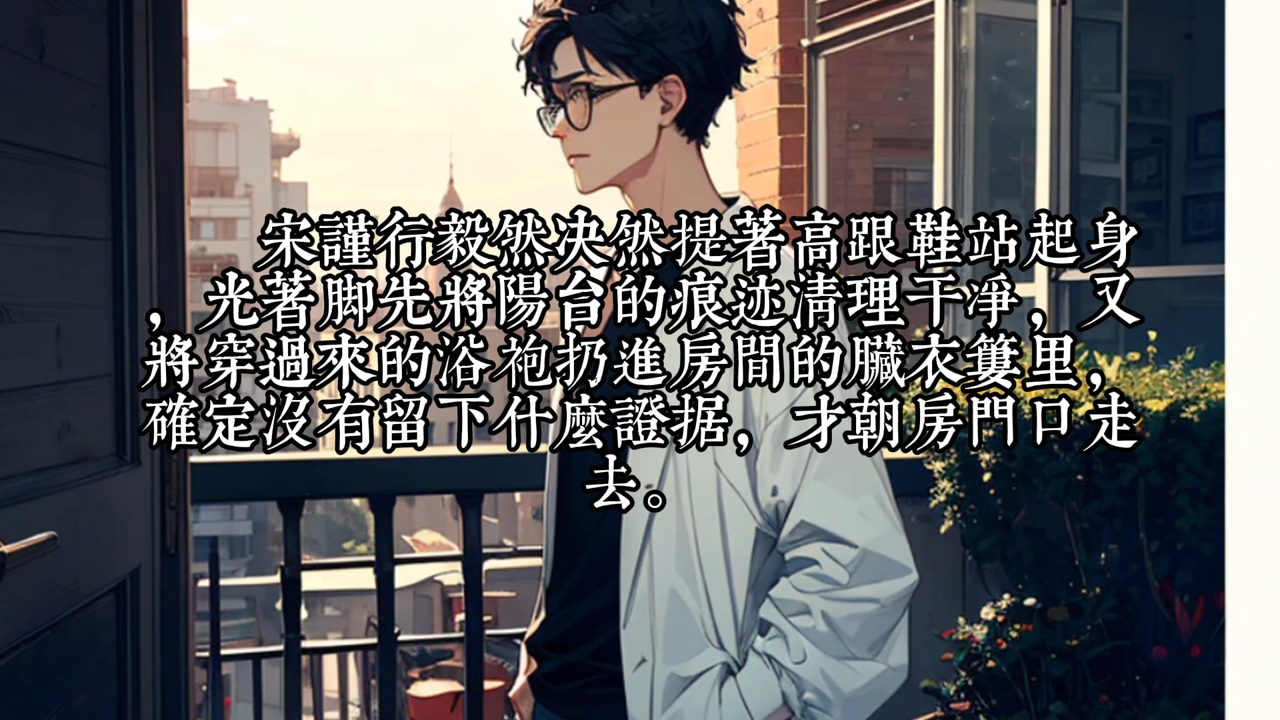 宋謹行毅然决然提著高跟鞋站起身
，光著脚先將陽台的痕迹清理干凈，又
將穿過來的浴袍扔進房間的臟衣簍里，
確定沒有留下什麼證据，才朝房門口走
去。